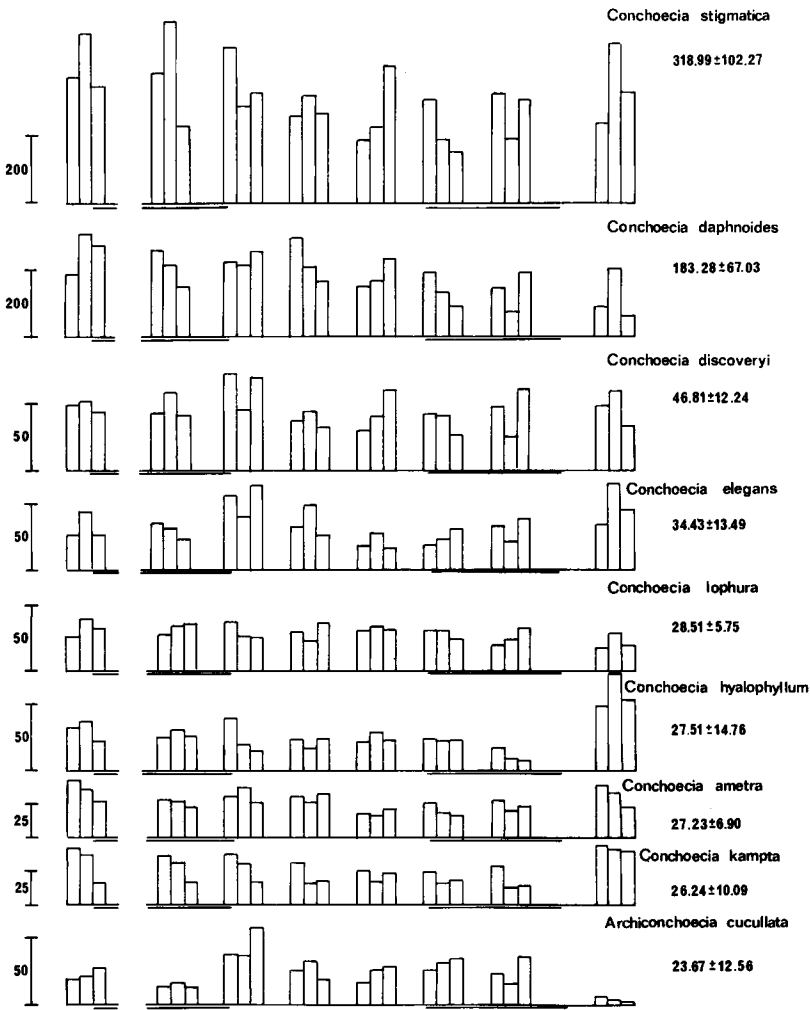 Conchoecia stigmatica
318.99±102.27
200
Conchoecia daphnoides
183.28±67.03
200
Conchoecia discoveryi
46.81±12.24
50
Conchoecia elegans
34.43±13.49
50
Conchoecia lophura
28.51±5.75
50
Conchoecia hyalophyllum
27.51±14.76
50
Conchoecia ametra
27.23±6.90
25
Conchoecia kampta
26.24±10.09
25
Archiconchoecia cucullata
23.67±12.56
50